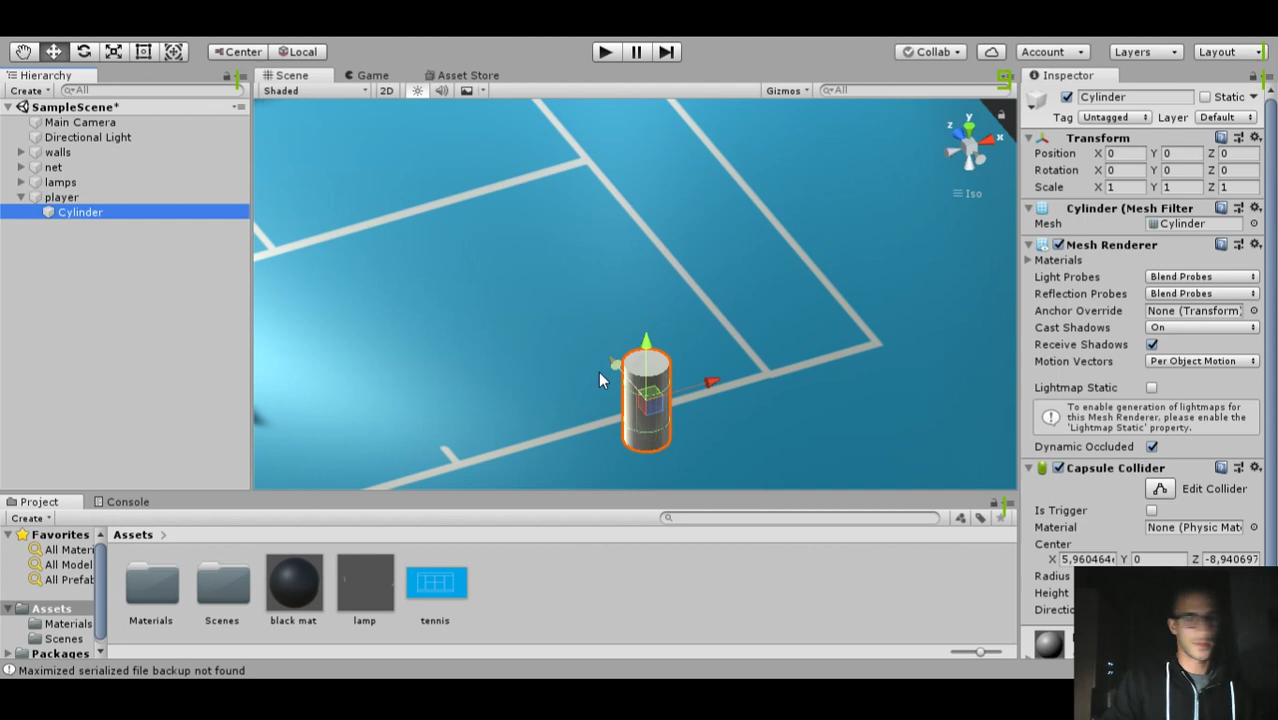 Center
Local
Collab
Account
Layers
Layout
Hierarchy
Scene
Game
Asset Store
Inspector
Create
All
Shaded
2D
Gizmos
All
Cylinder
Static
Tag Untagged
Layer Default
SampleScene*
Main Camera
Directional Light
walls
net
lamps
player
Cylinder
y
z
x
Iso
Transform
Position X 0 Y 0 Z 0
Rotation X 0 Y 0 Z 0
Scale X 1 Y 1 Z 1
Cylinder (Mesh Filter
Mesh Cylinder
Mesh Renderer
Materials
Light Probes Blend Probes
Reflection Probes Blend Probes
Anchor Override None (Transform)
Cast Shadows On
Receive Shadows
Motion Vectors Per Object Motion
Lightmap Static
To enable generation of lightmaps for
this Mesh Renderer, please enable the
'Lightmap Static' property.
Dynamic Occluded
Capsule Collider
Edit Collider
Is Trigger
Material None (Physic Mat
Center
X 5,960464 Y 0 Z -8,940697
Radius
Height
Directi
Project
Console
Create
Favorites
All Materi
All Model
All Prefab
Assets
Materials
Scenes
Packages
Assets
Materials
Scenes
black mat
lamp
tennis
Maximized serialized file backup not found